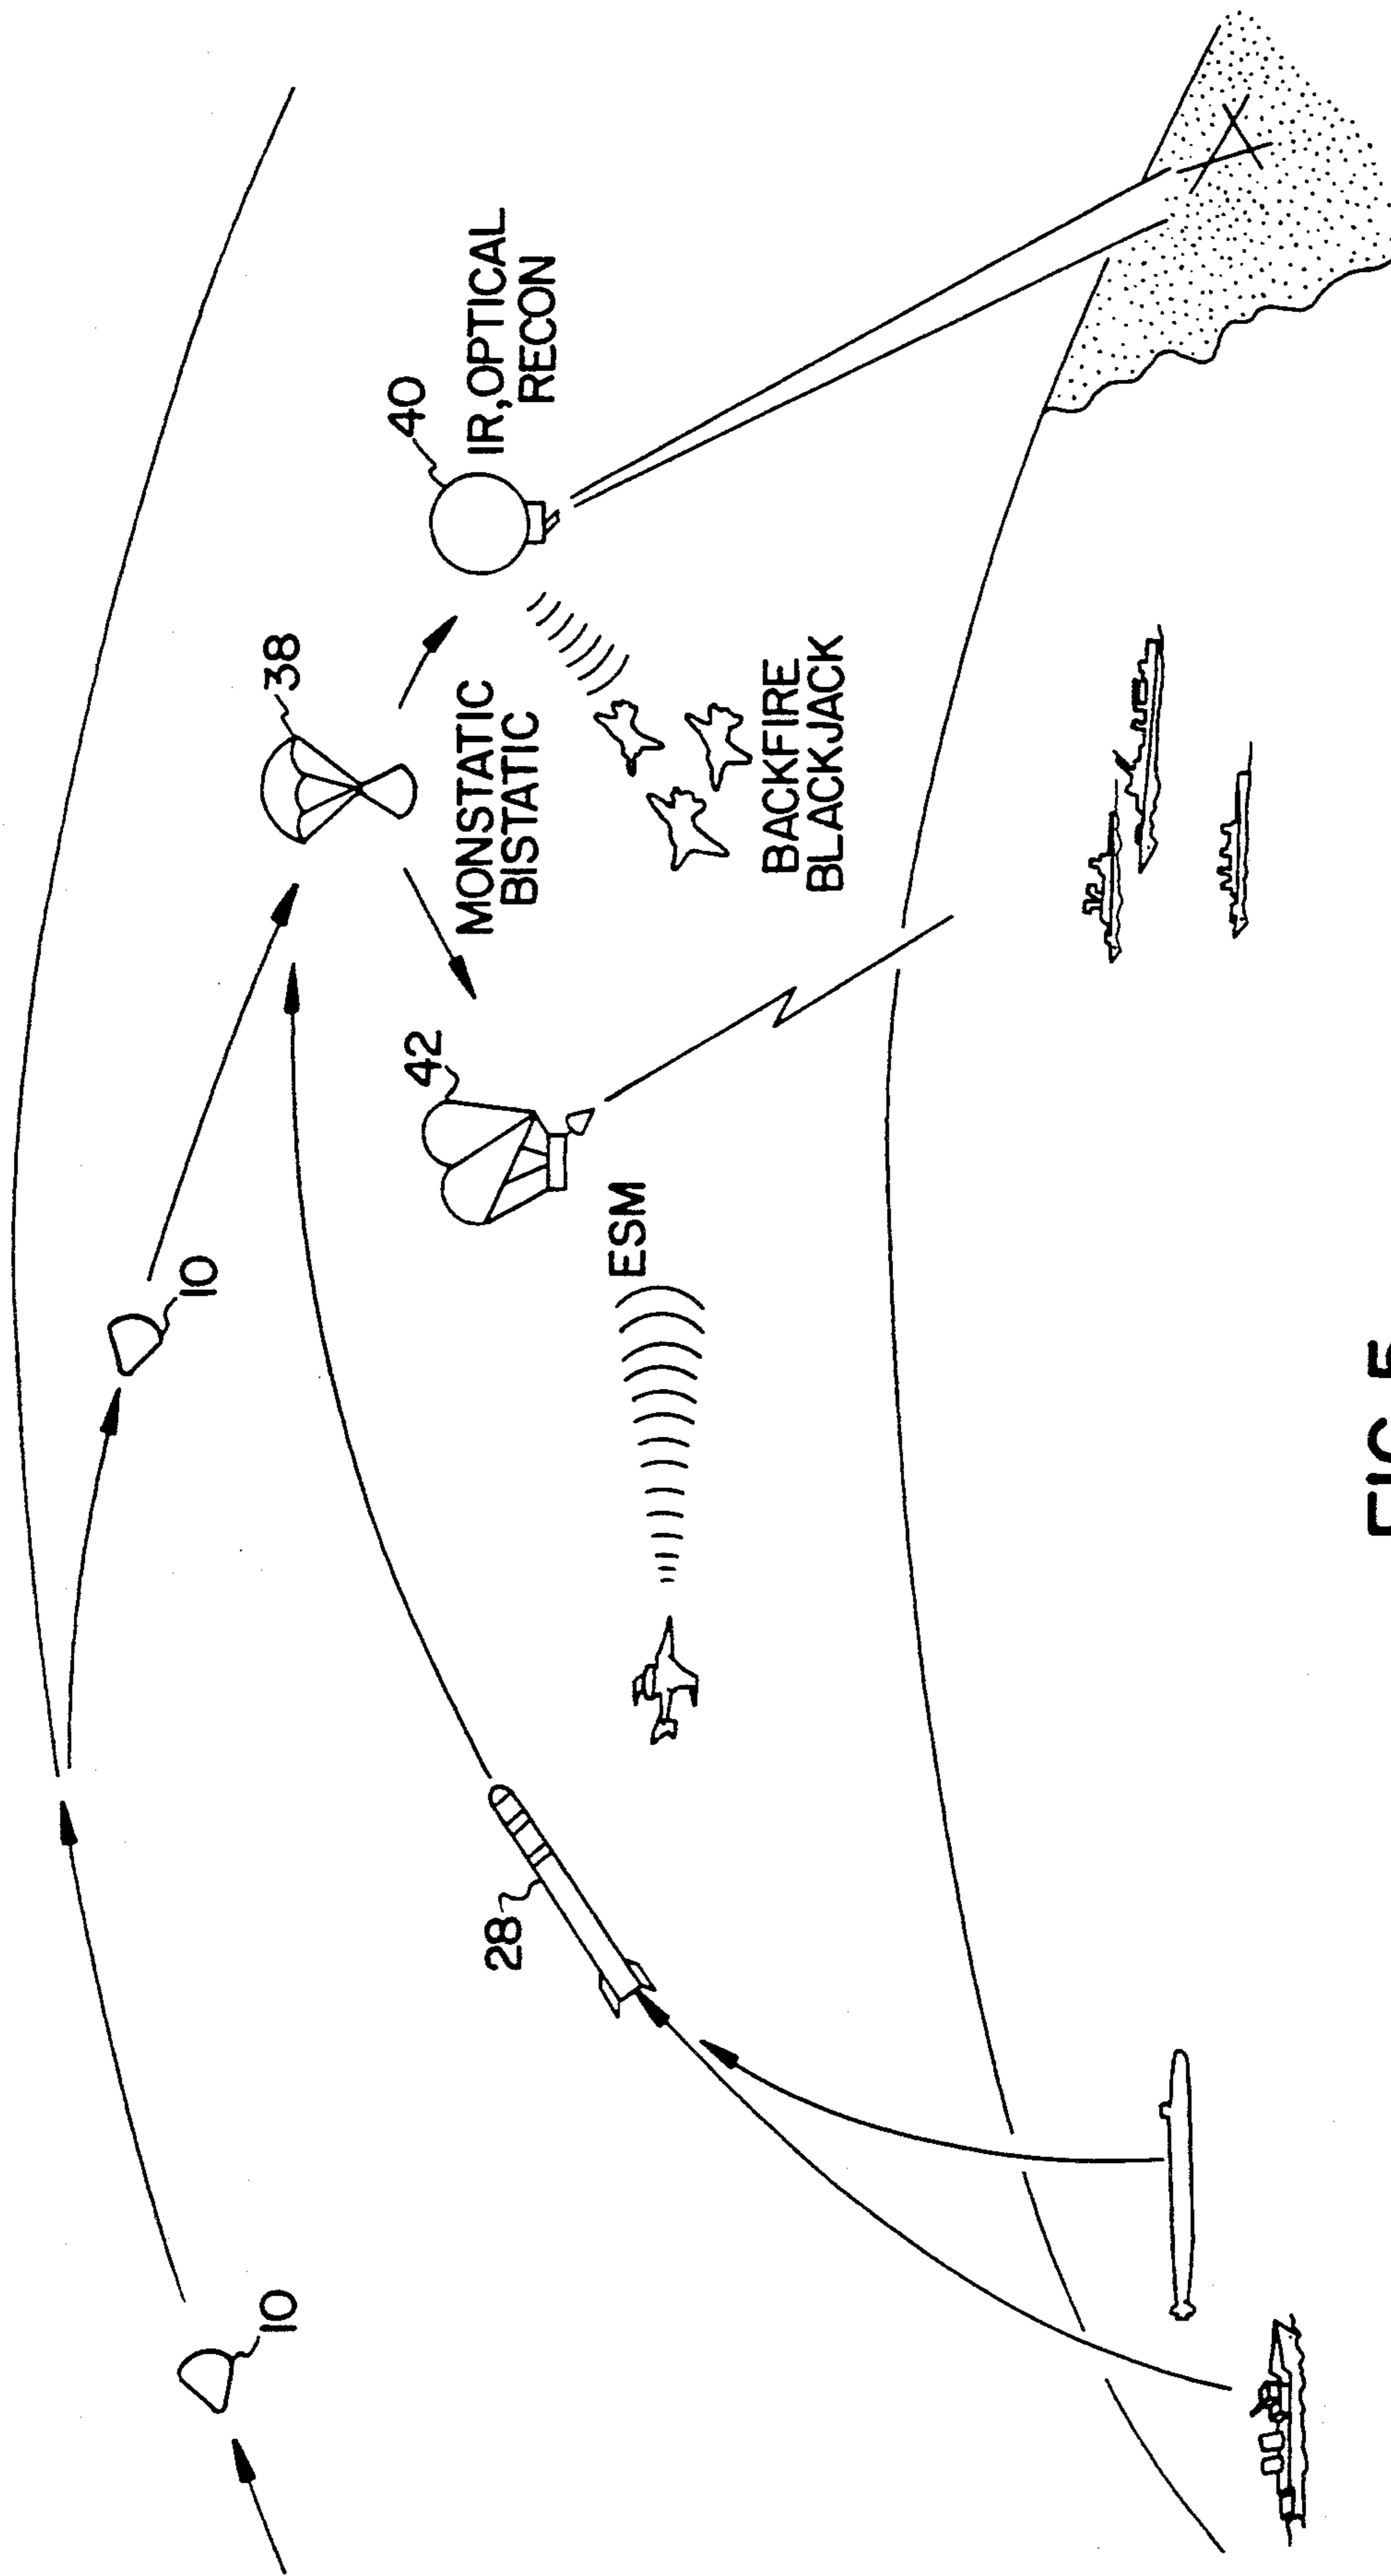 10
10
38
40
IR,OPTICAL
RECON
MONSTATIC
BISTATIC
42
ESM
BACKFIRE
BLACKJACK
28
FIG.5